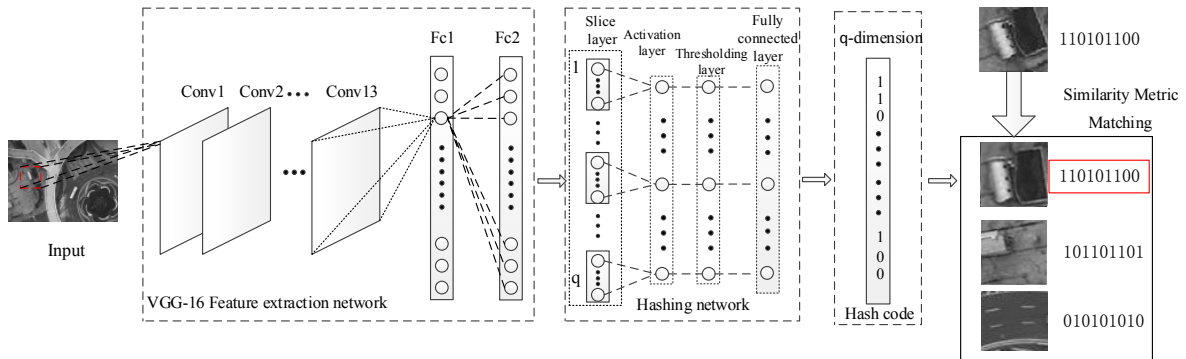 Input
Conv1
Conv2
Conv13
Fc1
Fc2
VGG-16 Feature extraction network
Slice
layer
Activation
layer
Thresholding
layer
Fully
connected
layer
1
q
Hashing network
q-dimension
1
1
0
1
0
0
Hash code
110101100
Similarity Metric
Matching
110101100
101101101
010101010